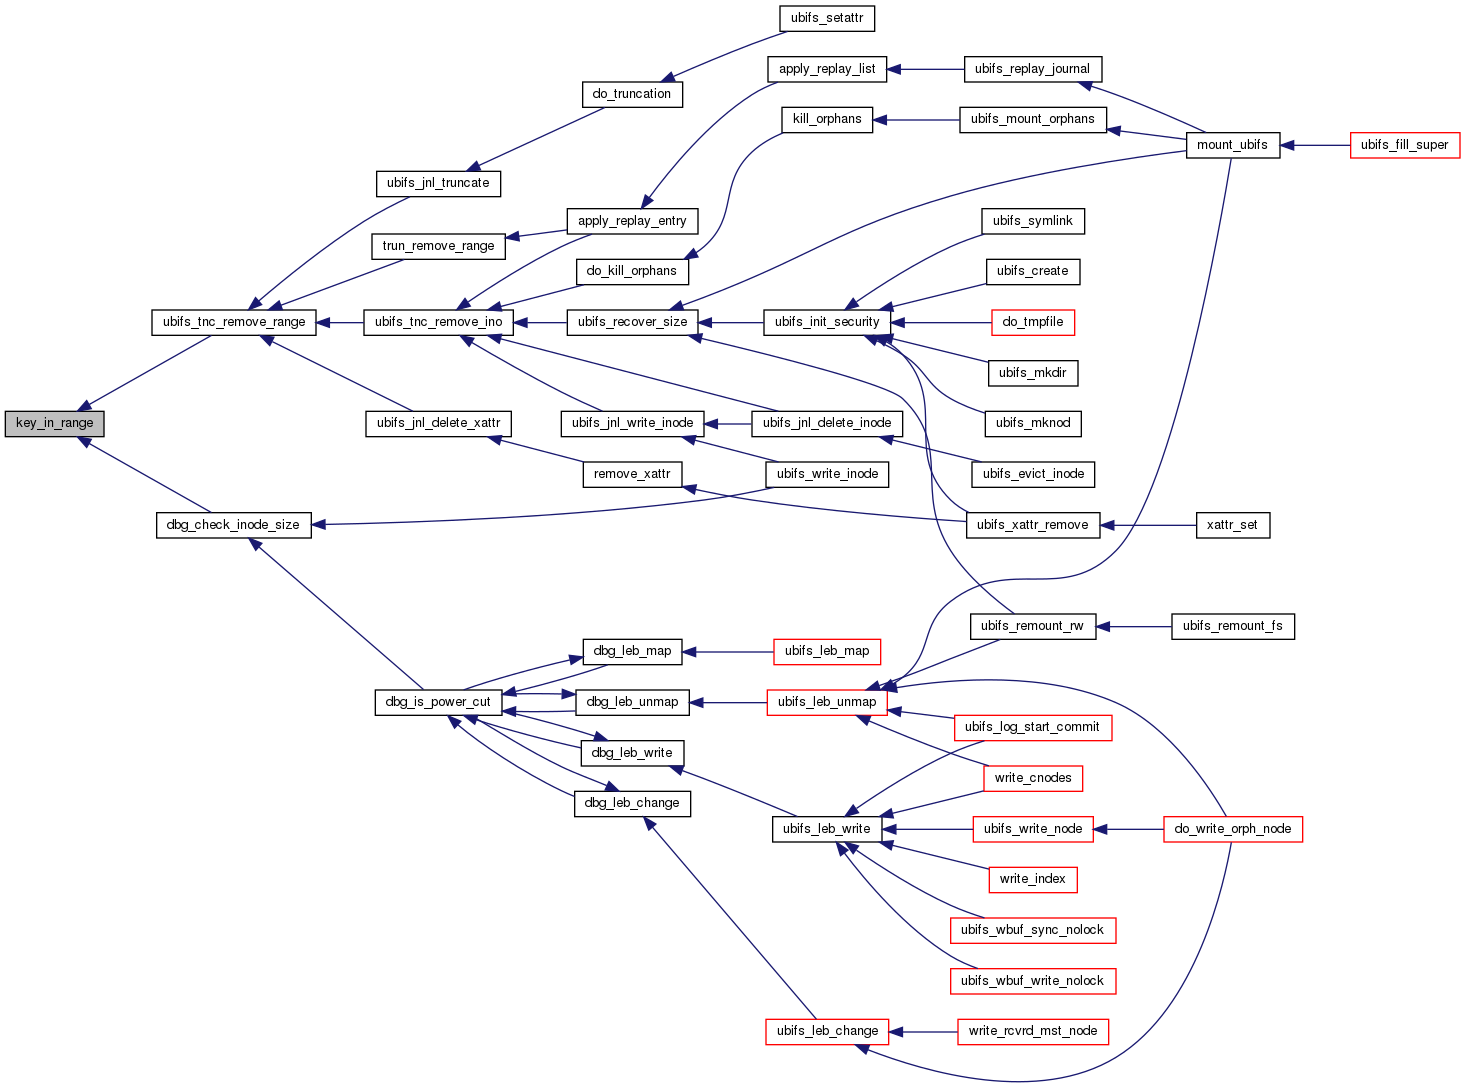 ubifs_setattr
apply_replay_list
ubifs_replay_journal
do_truncation
kill_orphans
ubifs_mount_orphans
mount_ubifs
ubifs_fill_super
ubifs_jnl_truncate
apply_replay_entry
ubifs_symlink
trun_remove_range
do_kill_orphans
ubifs_create
ubifs_tnc_remove_range
ubifs_tnc_remove_ino
ubifs_recover_size
ubifs_init_security
do_tmpfile
ubifs_mkdir
key_in_range
ubifs_jnl_delete_xattr
ubifs_jnl_write_inode
ubifs_jnl_delete_inode
ubifs_mknod
remove_xattr
ubifs_write_inode
ubifs_evict_inode
dbg_check_inode_size
ubifs_xattr_remove
xattr_set
ubifs_remount_rw
ubifs_remount_fs
dbg_leb_map
ubifs_leb_map
dbg_is_power_cut
dbg_leb_unmap
ubifs_leb_unmap
ubifs_log_start_commit
dbg_leb_write
write_cnodes
dbg_leb_change
ubifs_leb_write
ubifs_write_node
do_write_orph_node
write_index
ubifs_wbuf_sync_nolock
ubifs_wbuf_write_nolock
ubifs_leb_change
write_rcvrd_mst_node